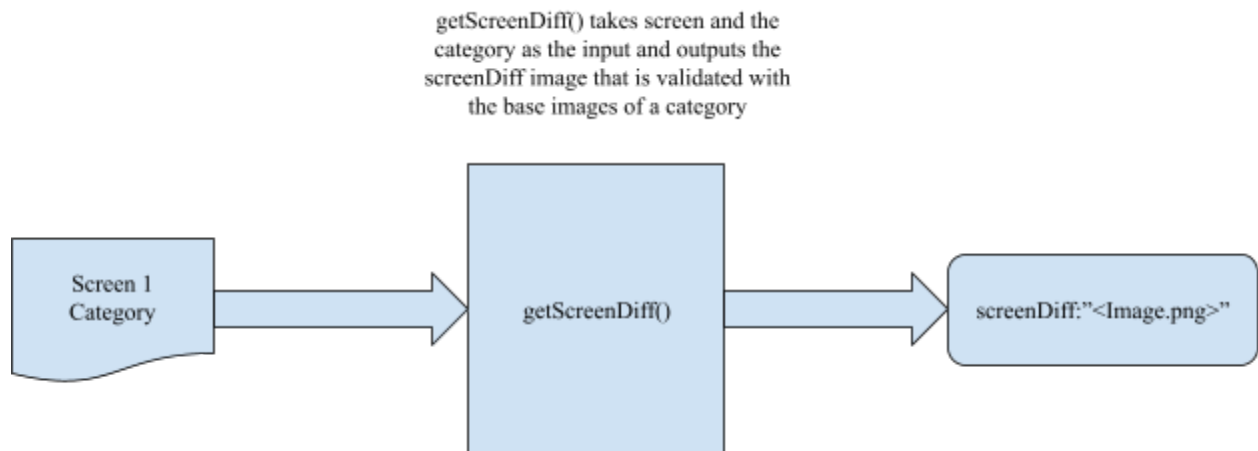 getScreenDiff() takes screen and the
category as the input and outputs the
screenDiff image that is validated with
the base images of a category
Screen 1
Category
getScreenDiff()
screenDiff:”<Image.png>”